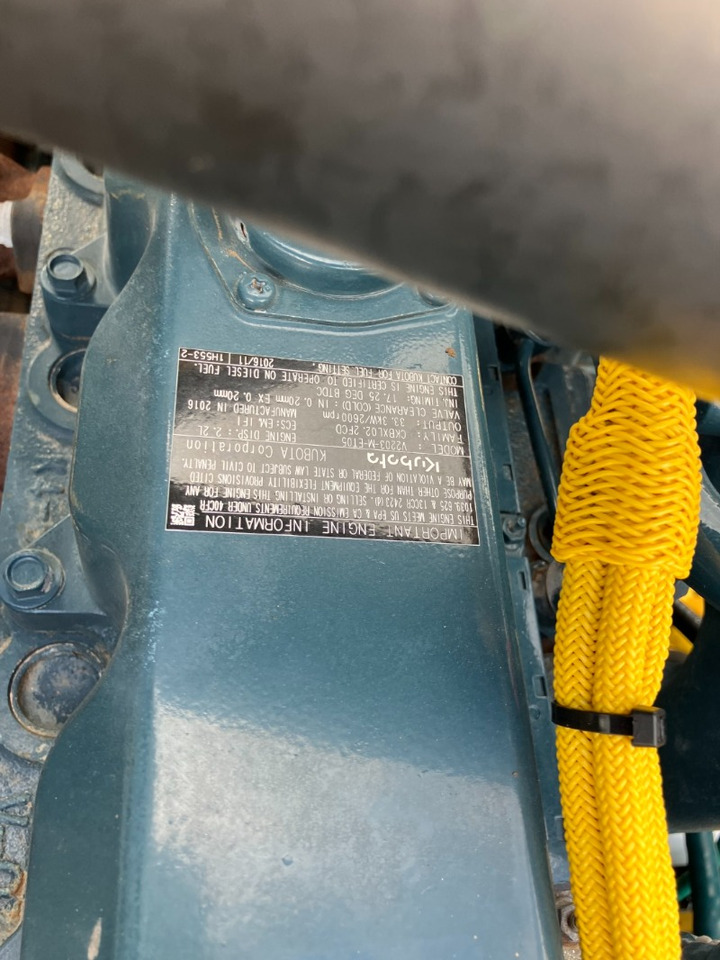 IMPORTANT ENGINE INFORMATION
THIS ENGINE MEETS US EPA CA EMISSION REQUIREMENTS UNDER 40CFR
1039.625 & 13CCR 2423(d). SELLING OR INSTALLING THIS ENGINE FOR ANY
PURPOSE OTHER THAN FOR THE EQUIPMENT FLEXIBILITY PROVISIONS CITED
MAY BE A VIOLATION OF FEDERAL OR STATE LAW SUBJECT TO CIVIL PENALTY.
Kubota KUBOTA Corporation
MODEL: V2203-M-ET05 ENGINE DISP.: 2.2L
FAMILY: GKBXL02.2FCD ECS: EM IFI
OUTPUT: 33.3kW/2600rpm MANUFACTURED IN 2016
VALVE CLEARANCE (COLD): IN 0.20mm EX 0.20mm
INJ.TIMING: 17.25 DEG BTDC
THIS ENGINE IS CERTIFIED TO OPERATE ON DIESEL FUEL.
CONTACT KUBOTA FOR FUEL SETTING.
2016/11 1H553-2